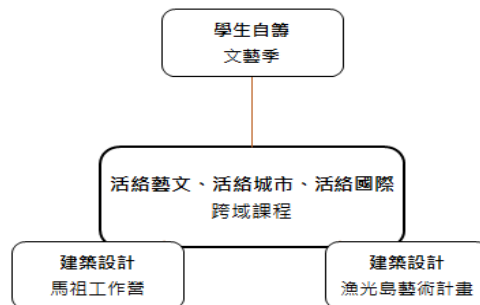 學生自籌
文藝季
活絡藝文、活絡城市、活絡國際
跨域課程
建築設計
馬祖工作營
建築設計
漁光島藝術計畫